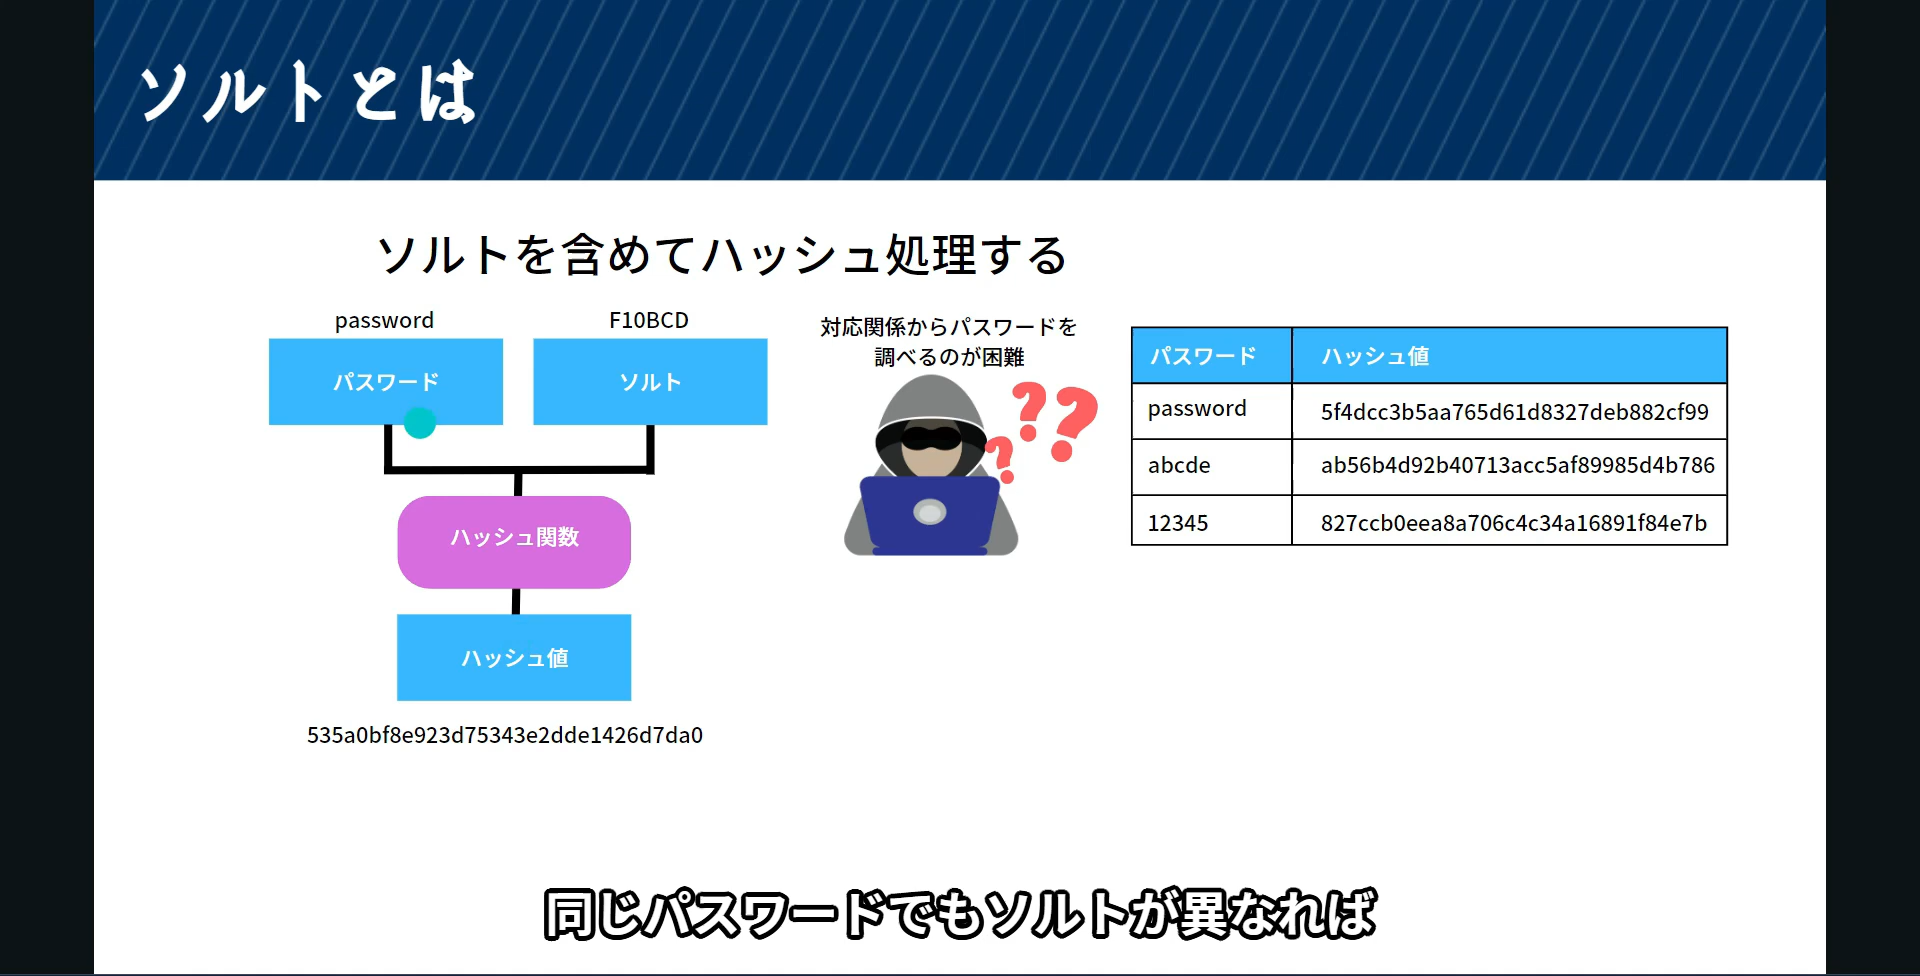 ソルトとは
ソルトを含めてハッシュ処理する
password
F10BCD
パスワード
ソルト
ハッシュ関数
ハッシュ値
535a0bf8e923d75343e2dde1426d7da0
対応関係からパスワードを
調べるのが困難
???
パスワード ハッシュ値
password 5f4dcc3b5aa765d61d8327deb882cf99
abcde ab56b4d92b40713acc5af89985d4b786
12345 827ccb0eea8a706c4c34a16891f84e7b
同じパスワードでもソルトが異なれば